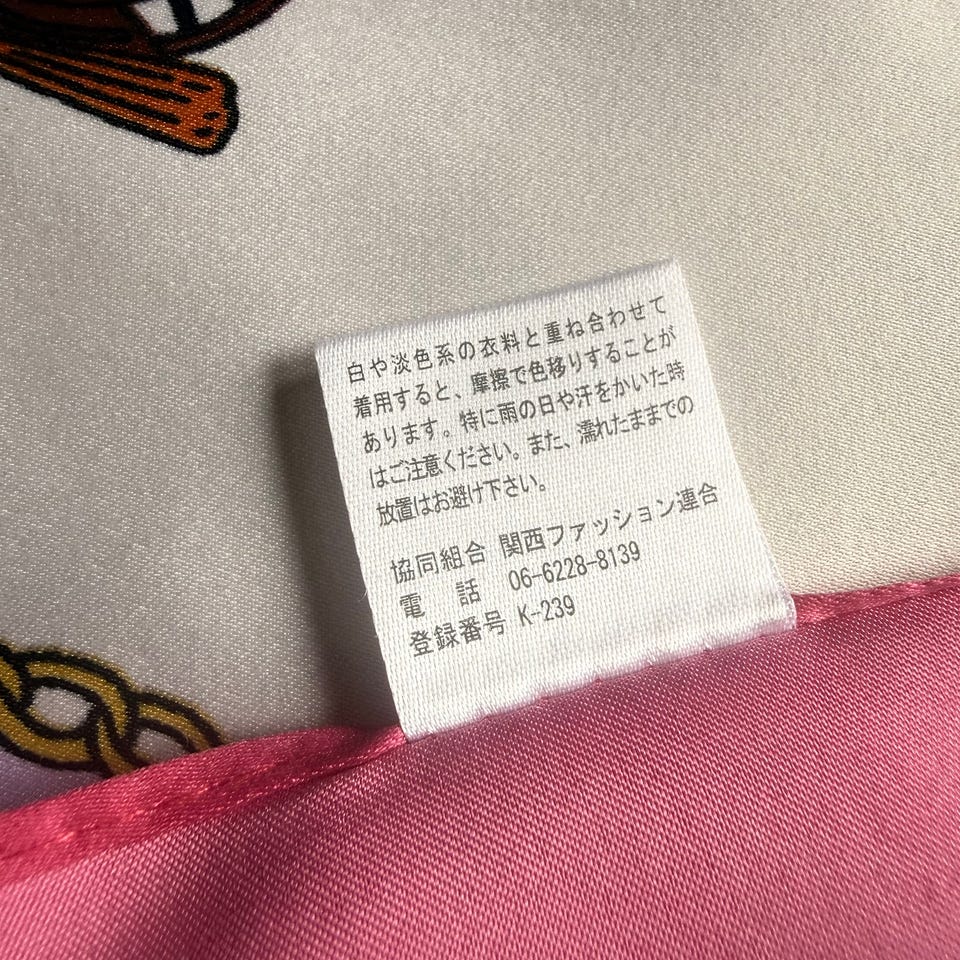 白や淡色系の衣料と重ね合わせて
着用すると、摩擦で色移りすることが
あります。特に雨の日や汗をかいた時
はご注意ください。また、濡れたままでの
放置はお避け下さい。
協同組合 関西ファッション連合
電 話 06-6228-8139
登録番号 K-239